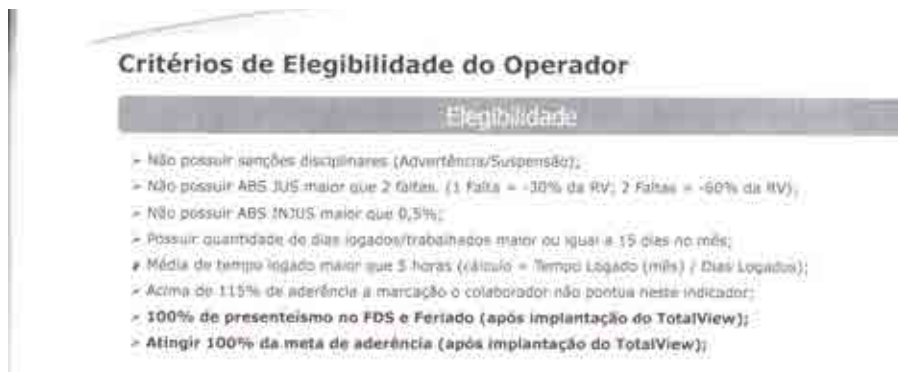 Critérios de Elegibilidade do Operador
Elegibilidade
➢ Não possuir sanções disciplinares (Advertência/Suspensão);
➢ Não possuir ABS JUS maior que 2 faltas. (1 Falta = -30% da RV; 2 Faltas = -60% da RV);
➢ Não possuir ABS INJUS maior que 0,5%;
➢ Possuir quantidade de dias logados/trabalhados maior ou igual a 15 dias no mês;
➢ Média de tempo logado maior que 5 horas (cálculo = Tempo Logado (mês) / Dias Logados);
➢ Acima de 115% de aderência a marcação o colaborador não pontua neste indicador;
➢ 100% de presenteísmo no FDS e Feriado (após implantação do TotalView);
➢ Atingir 100% da meta de aderência (após implantação do TotalView);